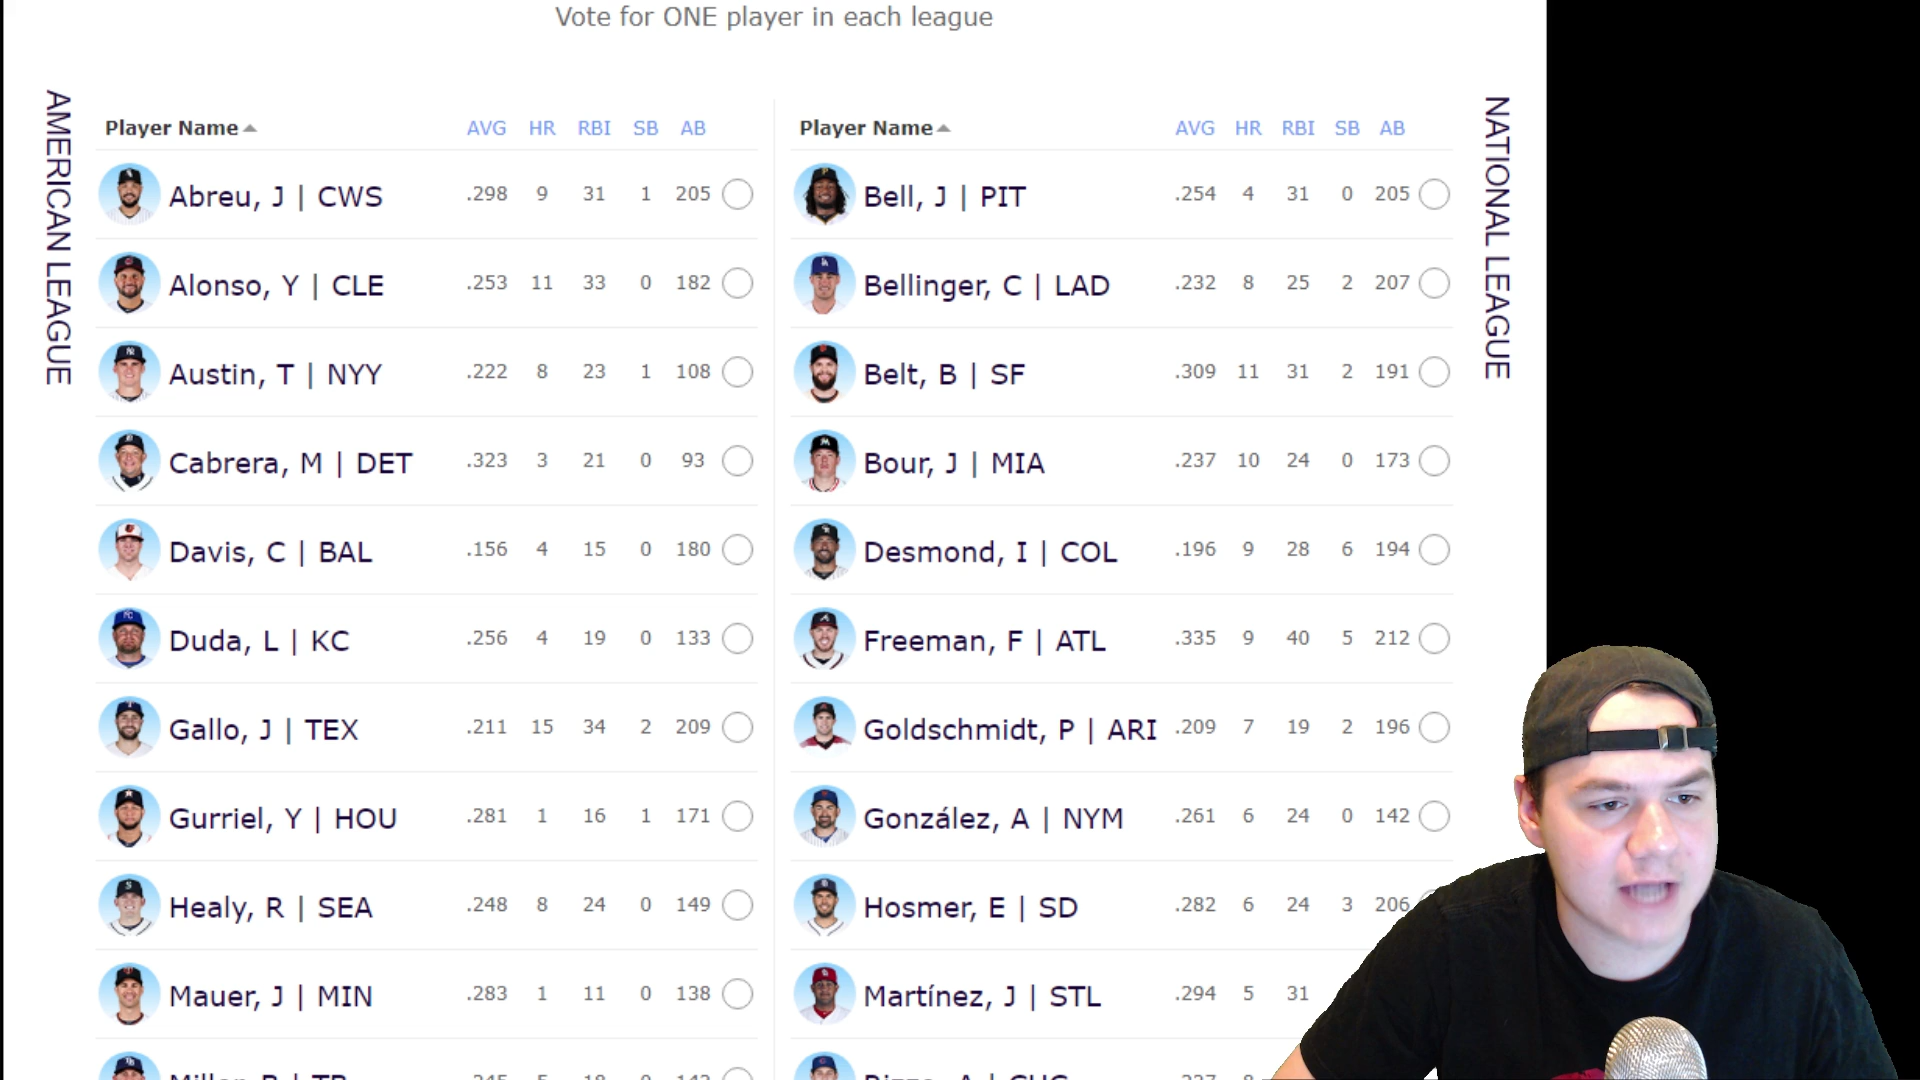 Vote for ONE player in each league
AMERICAN LEAGUE
Player Name AVG HR RBI SB AB
Abreu, J | CWS .298 9 31 1 205
Alonso, Y | CLE .253 11 33 0 182
Austin, T | NYY .222 8 23 1 108
Cabrera, M | DET .323 3 21 0 93
Davis, C | BAL .156 4 15 0 180
Duda, L | KC .256 4 19 0 133
Gallo, J | TEX .211 15 34 2 209
Gurriel, Y | HOU .281 1 16 1 171
Healy, R | SEA .248 8 24 0 149
Mauer, J | MIN .283 1 11 0 138
Player Name AVG HR RBI SB AB
Bell, J | PIT .254 4 31 0 205
Bellinger, C | LAD .232 8 25 2 207
Belt, B | SF .309 11 31 2 191
Bour, J | MIA .237 10 24 0 173
Desmond, I | COL .196 9 28 6 194
Freeman, F | ATL .335 9 40 5 212
Goldschmidt, P | ARI .209 7 19 2 196
González, A | NYM .261 6 24 0 142
Hosmer, E | SD .282 6 24 3 206
Martínez, J | STL .294 5 31
NATIONAL LEAGUE